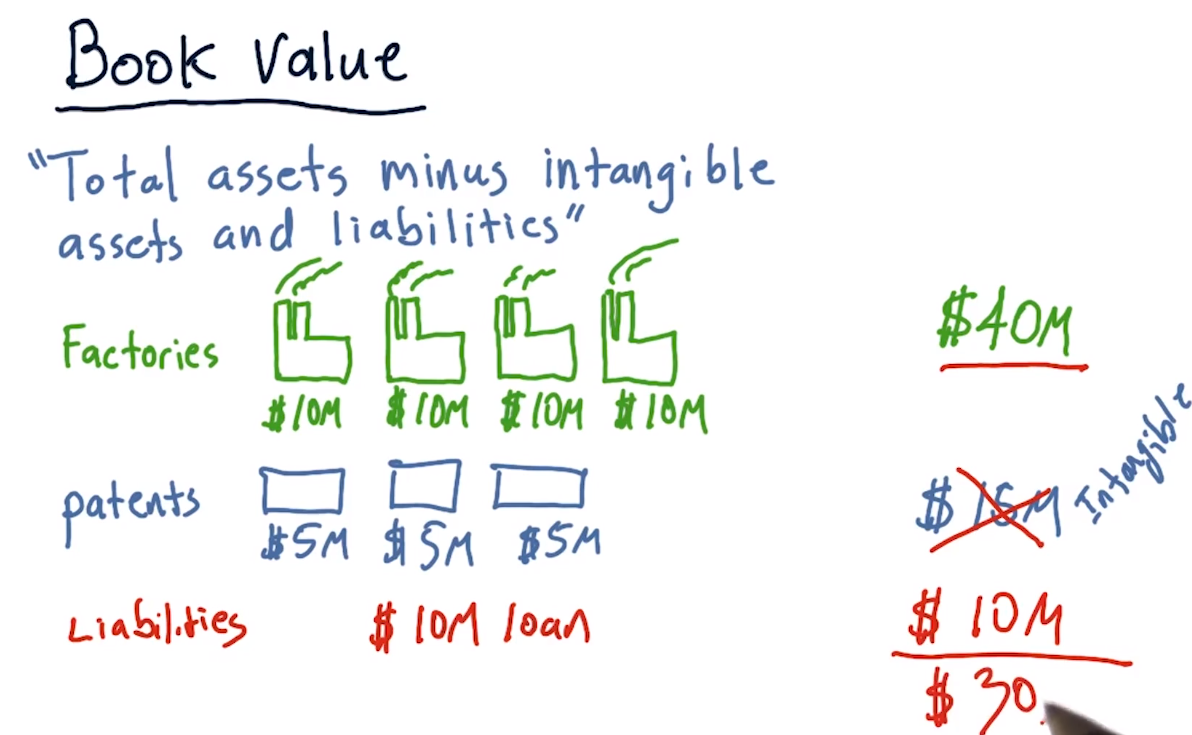 Book Value
"Total assets minus intangible
assets and liabilities"
Factories
$10M $10M $10M $10M
$40M
patents
$5M $5M $5M
$15M Intangible
Liabilities $10M loan
$10M
$30